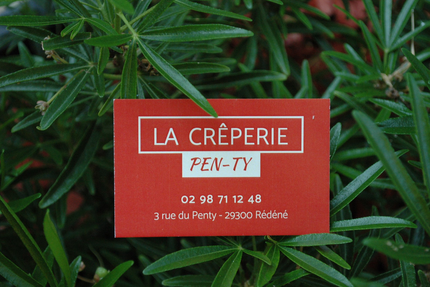 LA CRÊPERIE
PEN-TY
02 98 71 12 48
3 rue du Penty - 29300 Rédéné